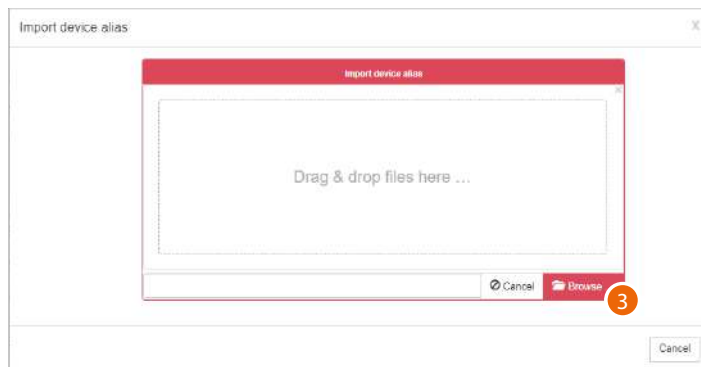 Import device alias X
Import device alias
x
Drag & drop files here ...
Cancel Browse
3
Cancel